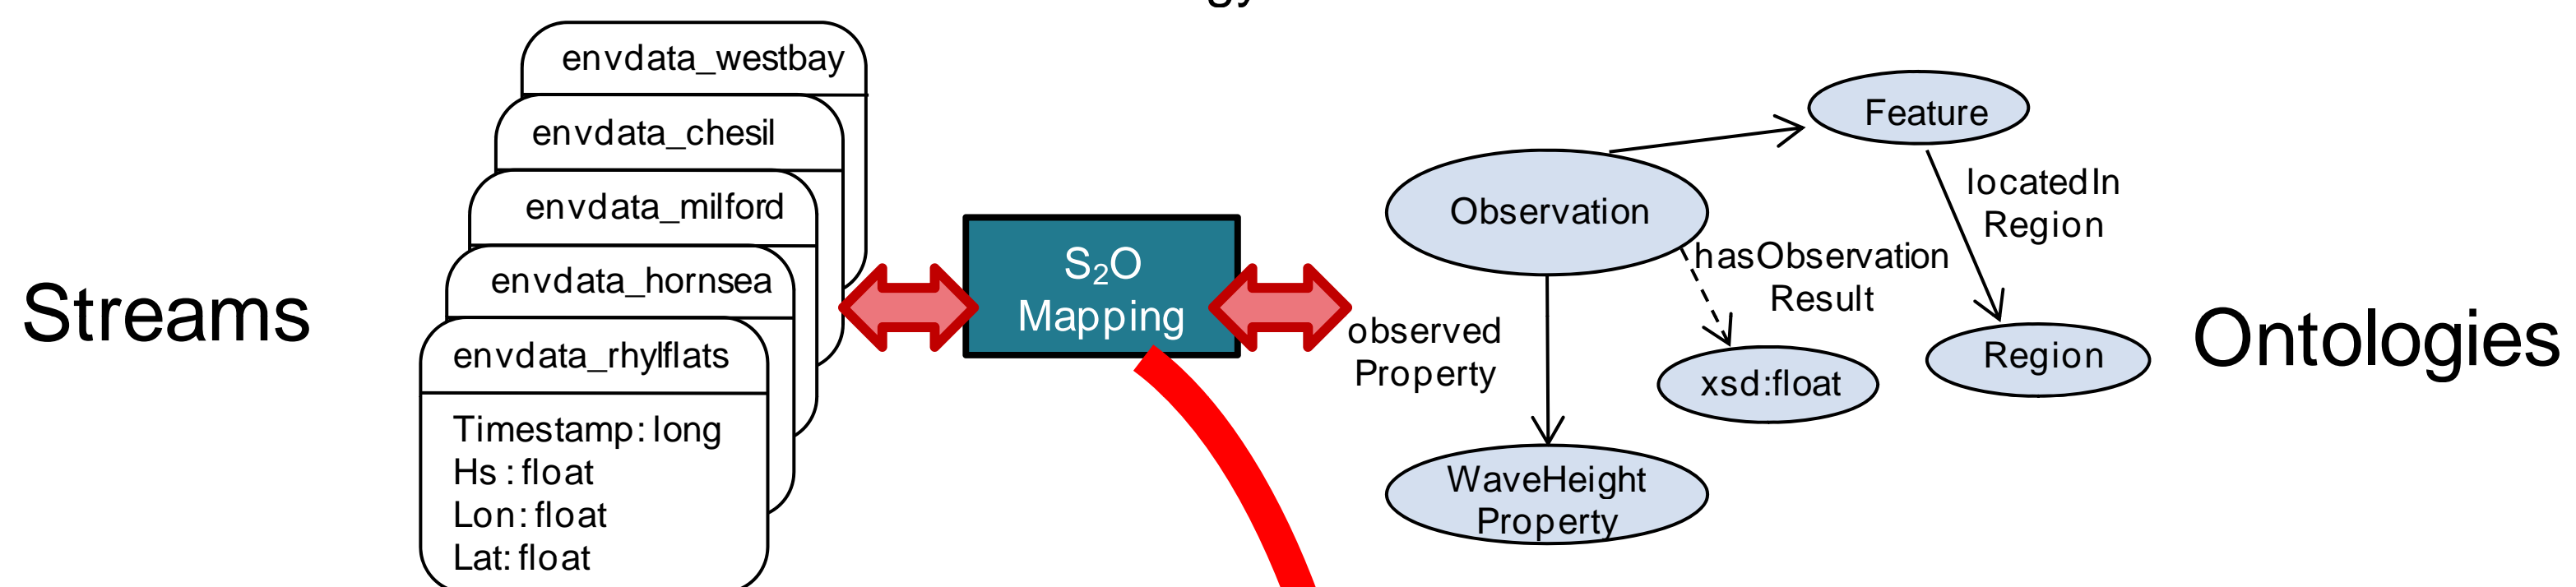 Streams
envdata_westbay
envdata_chesil
envdata_milford
envdata_hornsea
envdata_rhylflats
Timestamp: long
Hs : float
Lon: float
Lat: float
S₂O
Mapping
Feature
Observation
locatedIn
Region
hasObservation
Result
observed
Property
xsd:float
Region
WaveHeight
Property
Ontologies